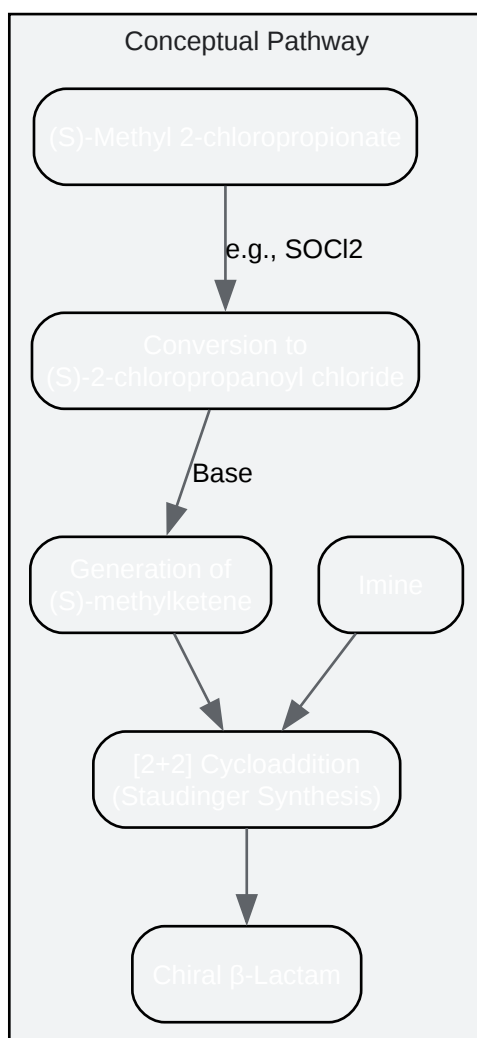 Conceptual Pathway
(S)-Methyl 2-chloropropionate
e.g., SOCl2
Conversion to
(S)-2-chloropropanoyl chloride
Base
Generation of
(S)-methylketene
Imine
[2+2] Cycloaddition
(Staudinger Synthesis)
Chiral β-Lactam